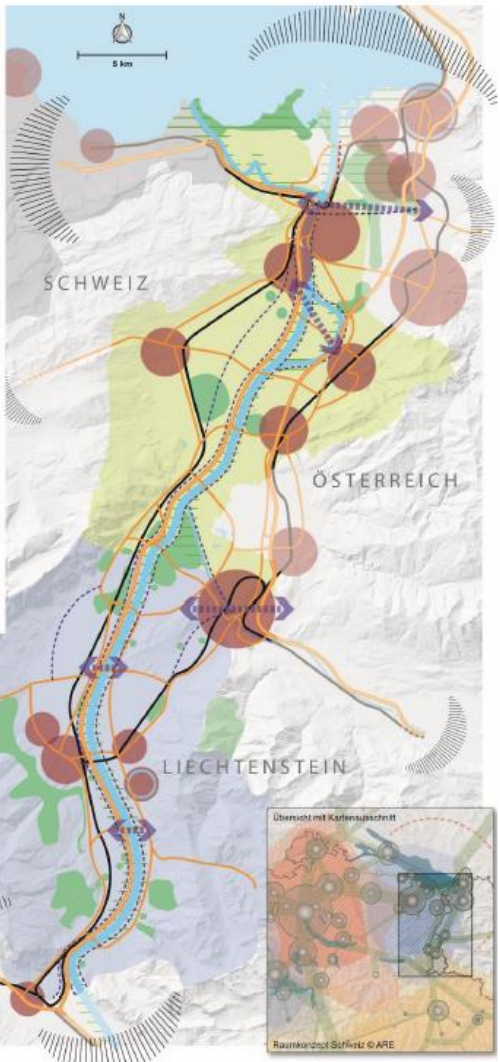 N
5 km
SCHWEIZ
ÖSTERREICH
LIECHTENSTEIN
Übersicht mit Kartenausschnitt
Raumkonzept Schweiz © ARE